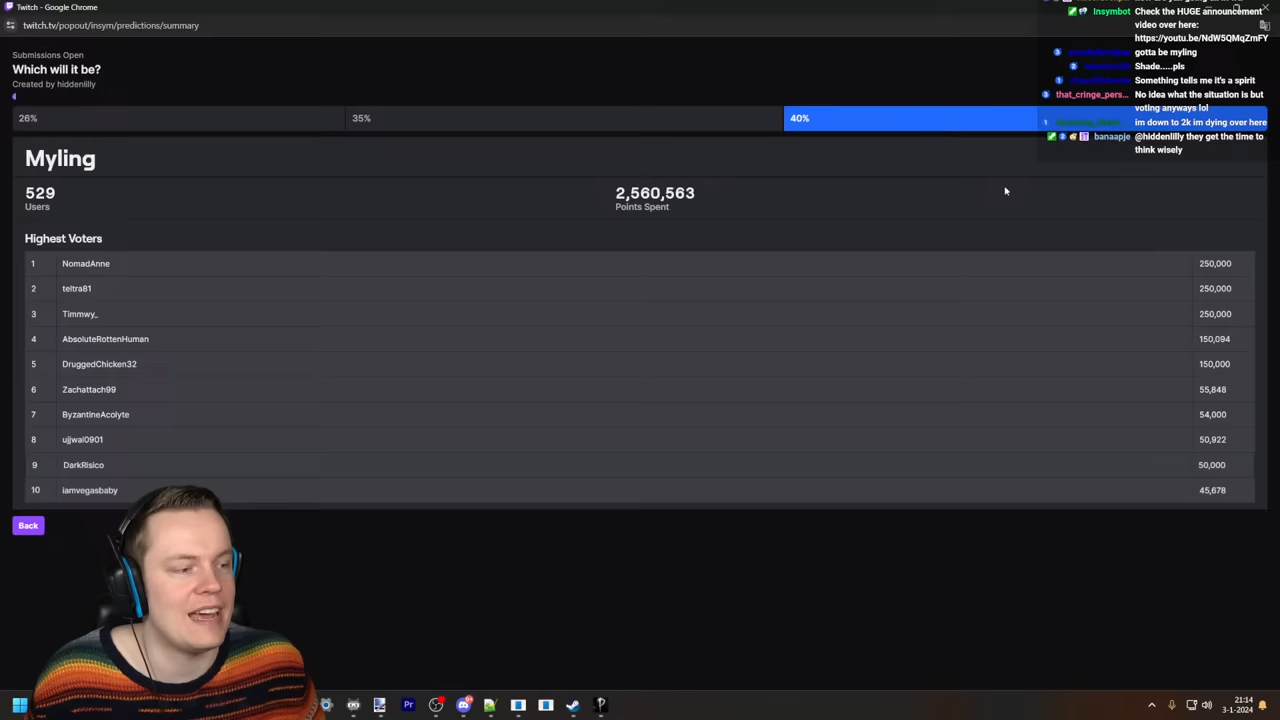 Twitch - Google Chrome
twitch.tv/popout/insym/predictions/summary
Submissions Open
Which will it be?
Created by hiddenlilly
26%
35%
40%
Myling
529
Users
2,560,563
Points Spent
Highest Voters
1 NomadAnne 250,000
2 teltra81 250,000
3 Timmwy_ 250,000
4 AbsoluteRottenHuman 150,094
5 DruggedChicken32 150,000
6 Zachattach99 55,848
7 ByzantineAcolyte 54,000
8 ujjwal0901 50,922
9 DarkRisico 50,000
10 iamvegasbaby 45,678
Back
Insymbot Check the HUGE announcement
video over here:
https://youtu.be/NdW5QMqZmFY
gotta be myling
Shade.....pls
Something tells me it's a spirit
that_cringe_pers... No idea what the situation is but
voting anyways lol
im down to 2k im dying over here
banaapje @hiddenlilly they get the time to
think wisely
Pr
21:14
3-1-2024